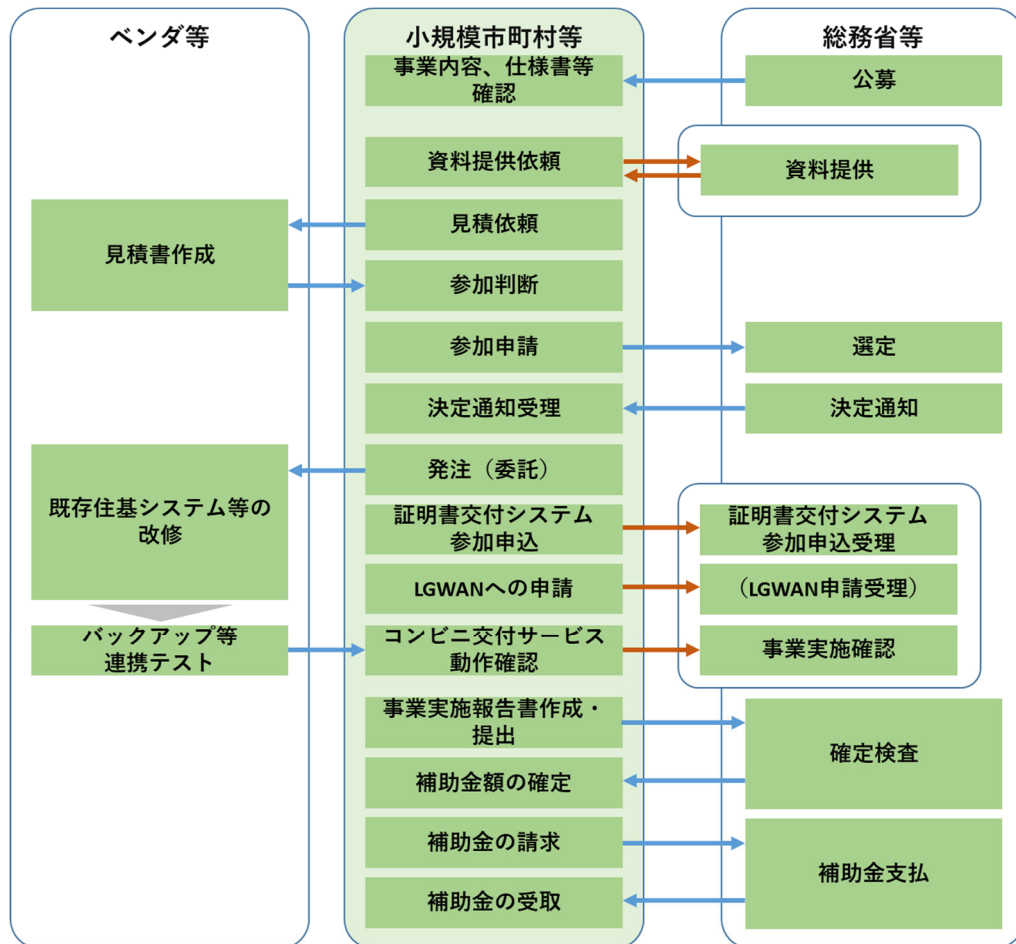 ベンダ等
小規模市町村等
総務省等
事業内容、仕様書等
確認
公募
資料提供依頼
資料提供
見積依頼
見積書作成
参加判断
参加申請
選定
決定通知受理
決定通知
発注（委託）
既存住基システム等の
改修
証明書交付システム
参加申込
証明書交付システム
参加申込受理
LGWANへの申請
（LGWAN申請受理）
バックアップ等
連携テスト
コンビニ交付サービス
動作確認
事業実施確認
事業実施報告書作成・
提出
確定検査
補助金額の確定
補助金の請求
補助金支払
補助金の受取